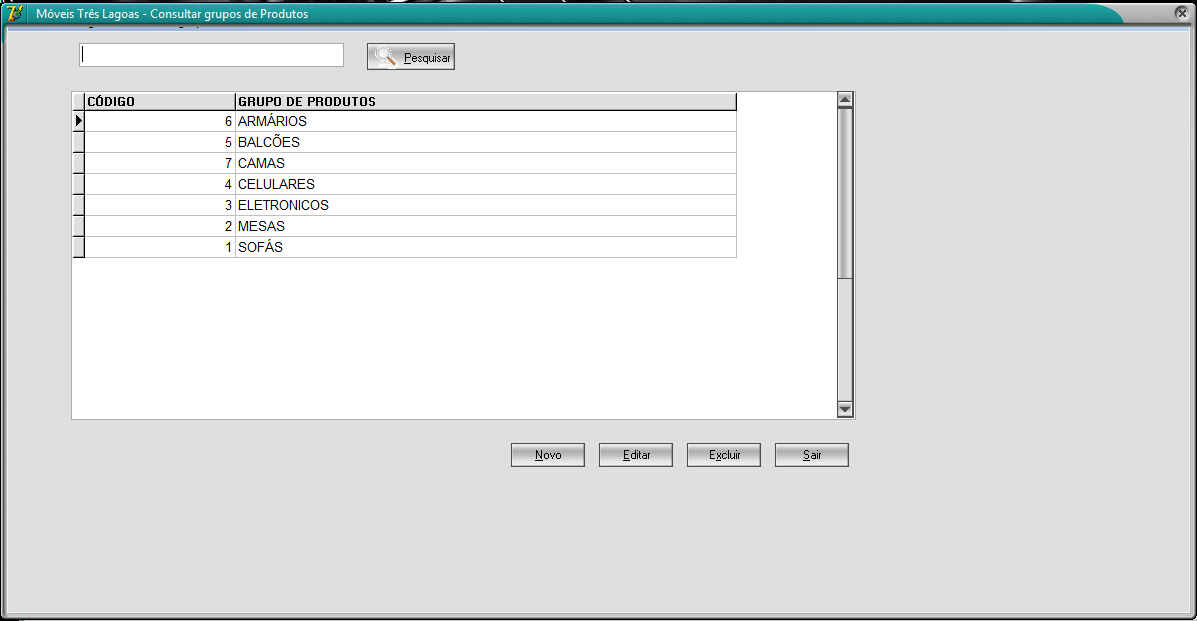 Móveis Três Lagoas - Consultar grupos de Produtos
Pesquisar
CÓDIGO GRUPO DE PRODUTOS
6 ARMÁRIOS
5 BALCÕES
7 CAMAS
4 CELULARES
3 ELETRONICOS
2 MESAS
1 SOFÁS
Novo Editar Excluir Sair